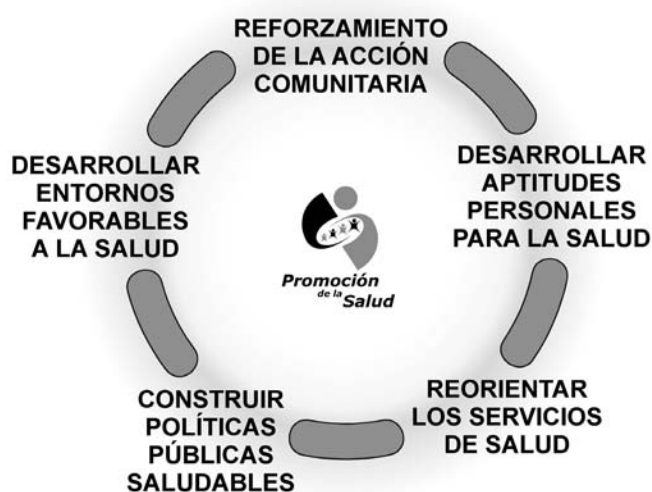 REFORZAMIENTO
DE LA ACCIÓN
COMUNITARIA
DESARROLLAR
APTITUDES
PERSONALES
PARA LA SALUD
REORIENTAR
LOS SERVICIOS
DE SALUD
CONSTRUIR
POLÍTICAS
PÚBLICAS
SALUDABLES
DESARROLLAR
ENTORNOS
FAVORABLES
A LA SALUD
Promoción
de la
Salud